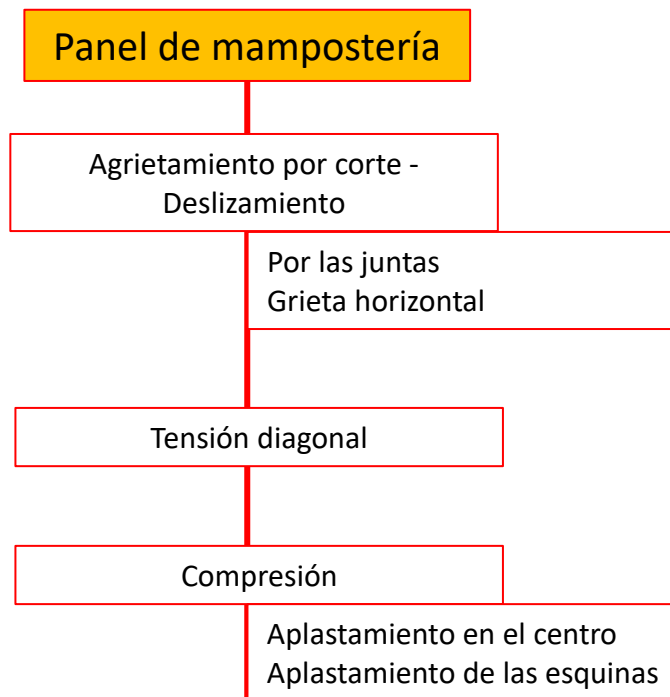 Panel de mampostería
Agrietamiento por corte -
Deslizamiento
Por las juntas
Grieta horizontal
Tensión diagonal
Compresión
Aplastamiento en el centro
Aplastamiento de las esquinas